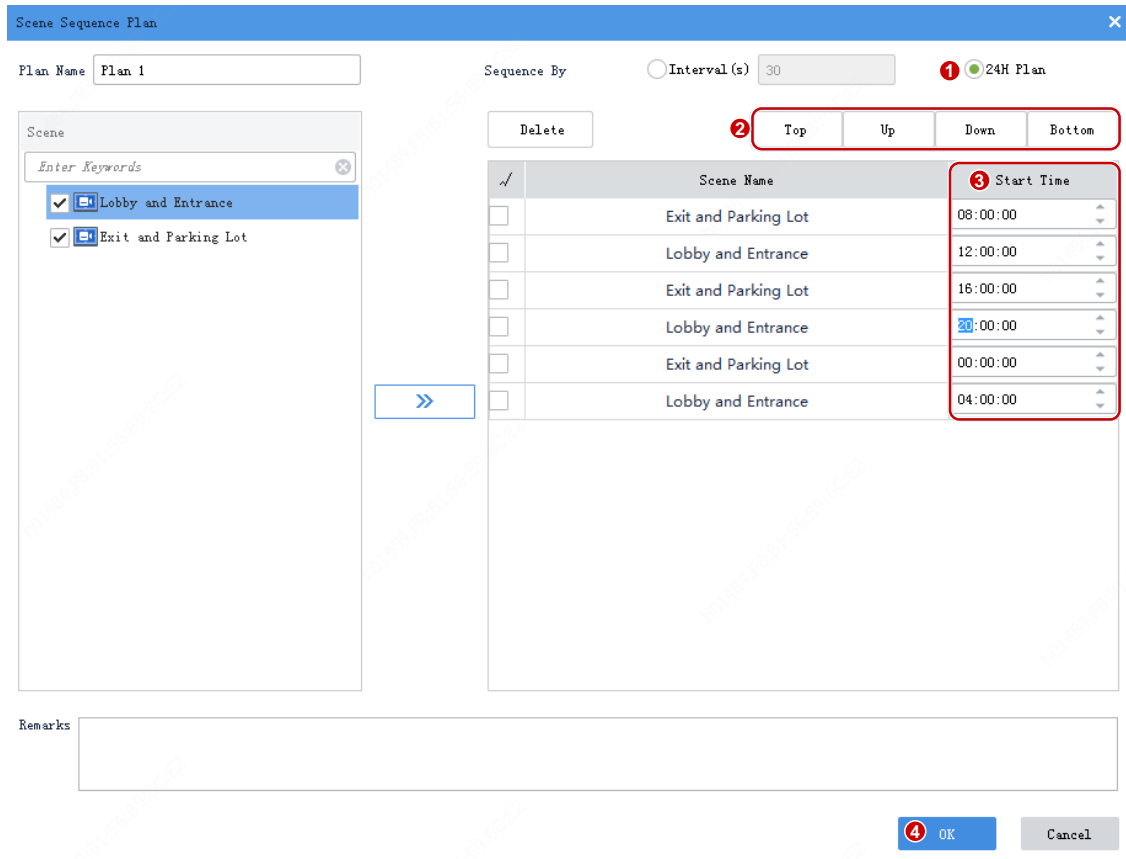 Scene Sequence Plan
Plan Name Plan 1 Sequence By Interval(s) 30 1 24H Plan
Scene Delete 2 Top Up Down Bottom
Enter Keywords
Lobby and Entrance
Exit and Parking Lot
√ Scene Name 3 Start Time
Exit and Parking Lot 08:00:00
Lobby and Entrance 12:00:00
Exit and Parking Lot 16:00:00
Lobby and Entrance 20:00:00
Exit and Parking Lot 00:00:00
Lobby and Entrance 04:00:00
>>
Remarks
4 OK Cancel